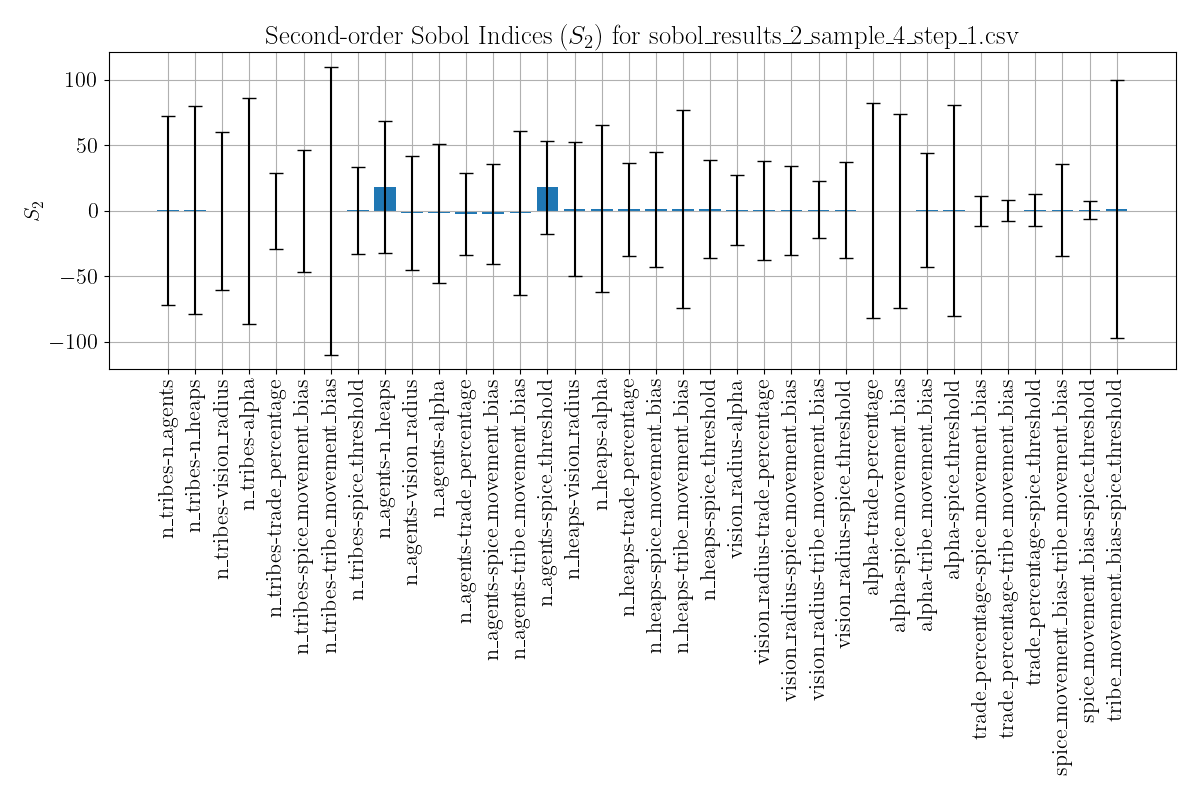 Second-order Sobol Indices (S₂) for sobol_results_2_sample_4_step_1.csv
S₂
100
50
0
−50
−100
n_tribes-n_agents
n_tribes-n_heaps
n_tribes-vision_radius
n_tribes-alpha
n_tribes-trade_percentage
n_tribes-spice_movement_bias
n_tribes-tribe_movement_bias
n_tribes-spice_threshold
n_agents-n_heaps
n_agents-vision_radius
n_agents-alpha
n_agents-trade_percentage
n_agents-spice_movement_bias
n_agents-tribe_movement_bias
n_agents-spice_threshold
n_heaps-vision_radius
n_heaps-alpha
n_heaps-trade_percentage
n_heaps-spice_movement_bias
n_heaps-tribe_movement_bias
n_heaps-spice_threshold
vision_radius-alpha
vision_radius-trade_percentage
vision_radius-spice_movement_bias
vision_radius-tribe_movement_bias
vision_radius-spice_threshold
alpha-trade_percentage
alpha-spice_movement_bias
alpha-tribe_movement_bias
alpha-spice_threshold
trade_percentage-spice_movement_bias
trade_percentage-tribe_movement_bias
trade_percentage-spice_threshold
spice_movement_bias-tribe_movement_bias
spice_movement_bias-spice_threshold
tribe_movement_bias-spice_threshold